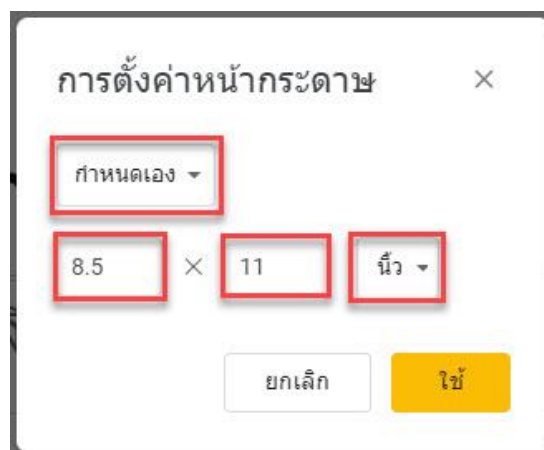 การตั้งค่าหน้ากระดาษ
กำหนดเอง
8.5 × 11 นิ้ว
ยกเลิก ใช้